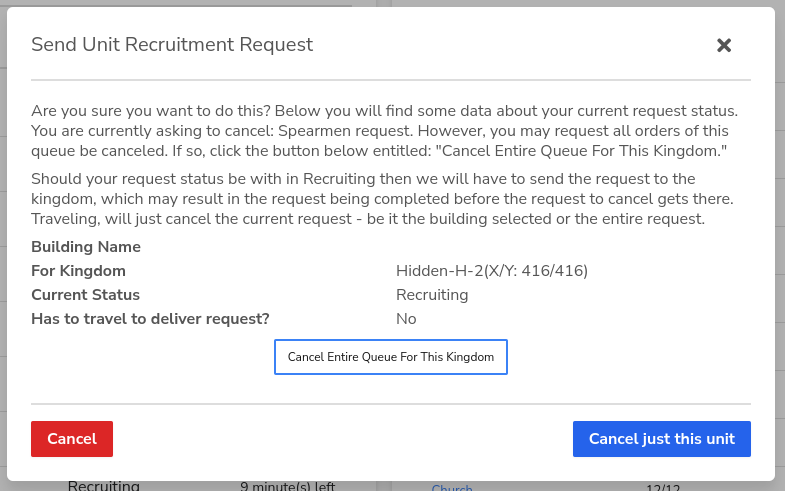 Send Unit Recruitment Request
Are you sure you want to do this? Below you will find some data about your current request status.
You are currently asking to cancel: Spearmen request. However, you may request all orders of this
queue be canceled. If so, click the button below entitled: "Cancel Entire Queue For This Kingdom."
Should your request status be with in Recruiting then we will have to send the request to the
kingdom, which may result in the request being completed before the request to cancel gets there.
Traveling, will just cancel the current request - be it the building selected or the entire request.
Building Name
For Kingdom Hidden-H-2(X/Y: 416/416)
Current Status Recruiting
Has to travel to deliver request? No
Cancel Entire Queue For This Kingdom
Cancel Cancel just this unit
Recruiting 9 minute(s) left Church 12/12